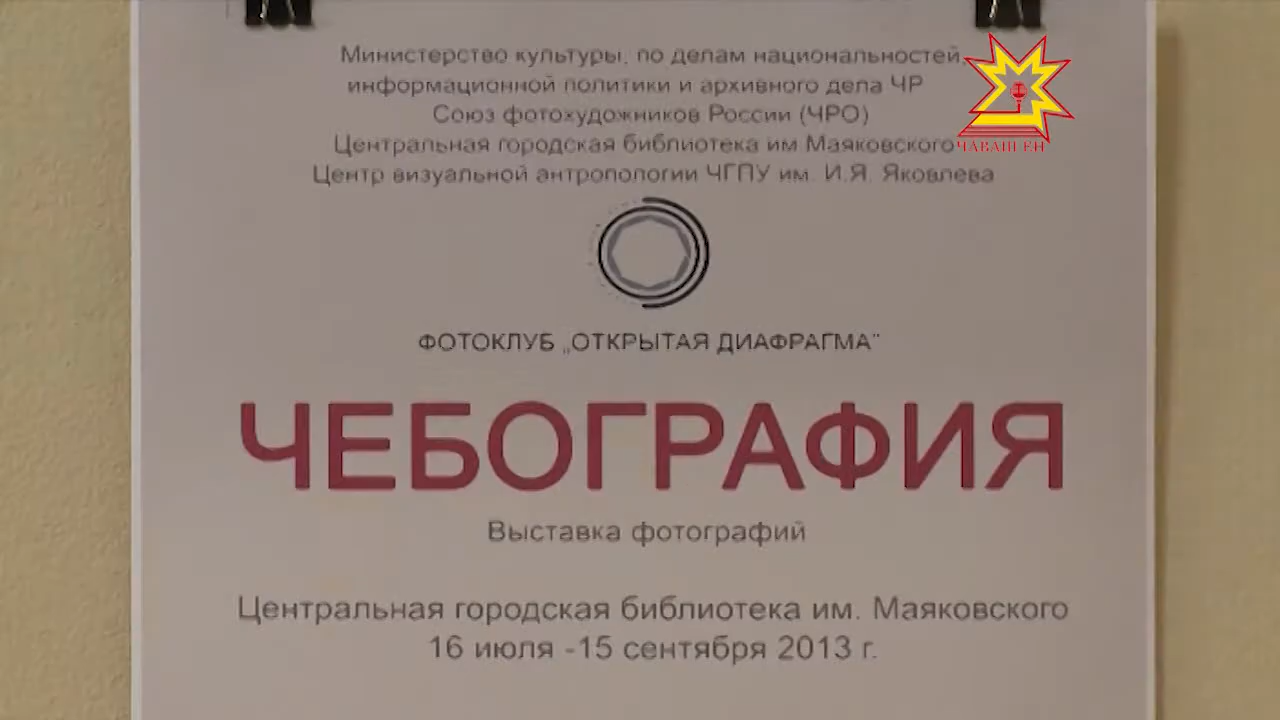 Министерство культуры, по делам национальностей,
информационной политики и архивного дела ЧР
Союз фотохудожников России (ЧРО)
Центральная городская библиотека им Маяковского
Центр визуальной антропологии ЧГПУ им. И.Я. Яковлева
ЧАВАШ ЕН
ФОТОКЛУБ „ОТКРЫТАЯ ДИАФРАГМА"
ЧЕБОГРАФИЯ
Выставка фотографий
Центральная городская библиотека им. Маяковского
16 июля -15 сентября 2013 г.